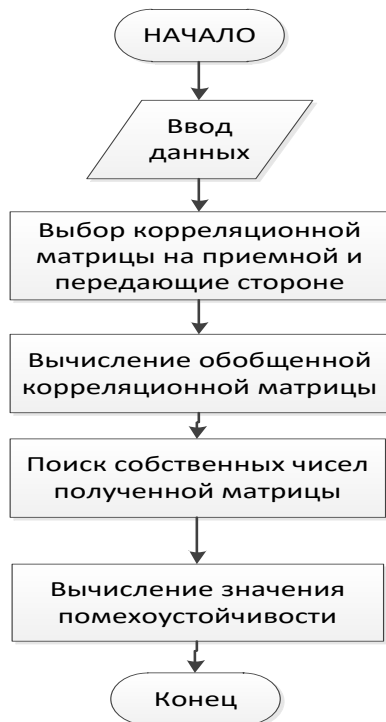 НАЧАЛО
Ввод
данных
Выбор корреляционной
матрицы на приемной и
передающие стороне
Вычисление обобщенной
корреляционной матрицы
Поиск собственных чисел
полученной матрицы
Вычисление значения
помехоустойчивости
Конец